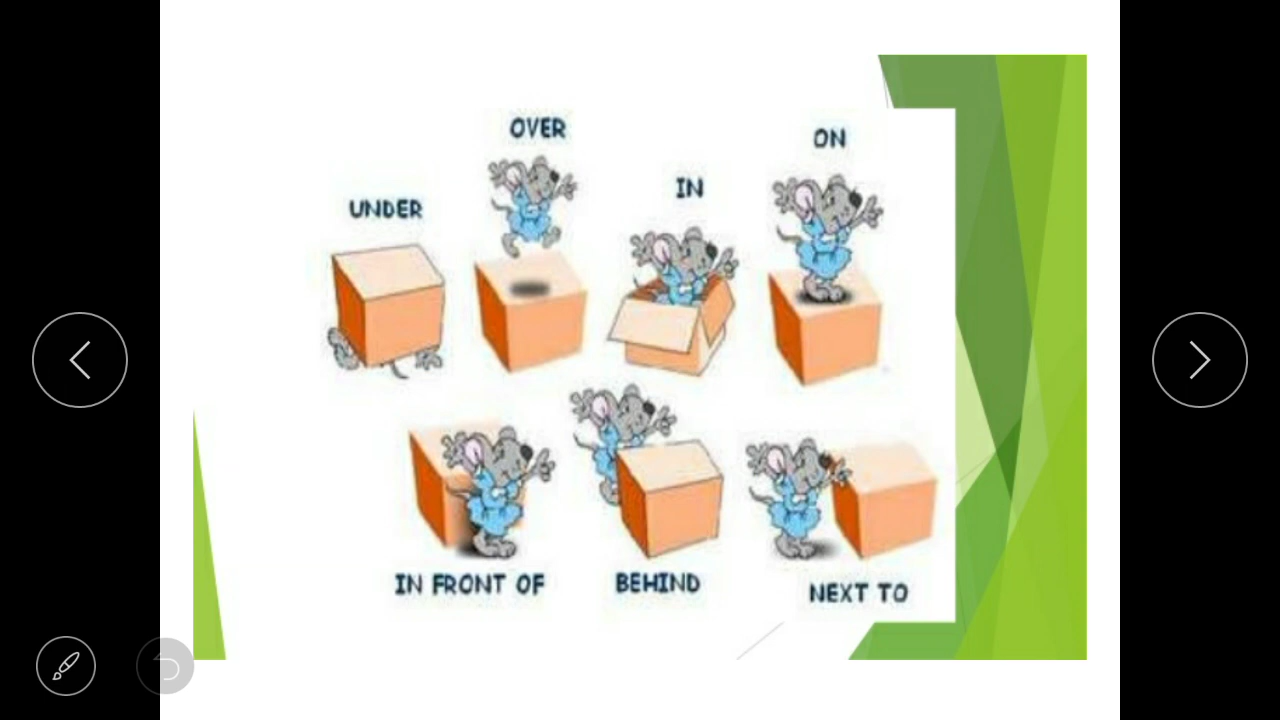 OVER
ON
IN
UNDER
IN FRONT OF
BEHIND
NEXT TO